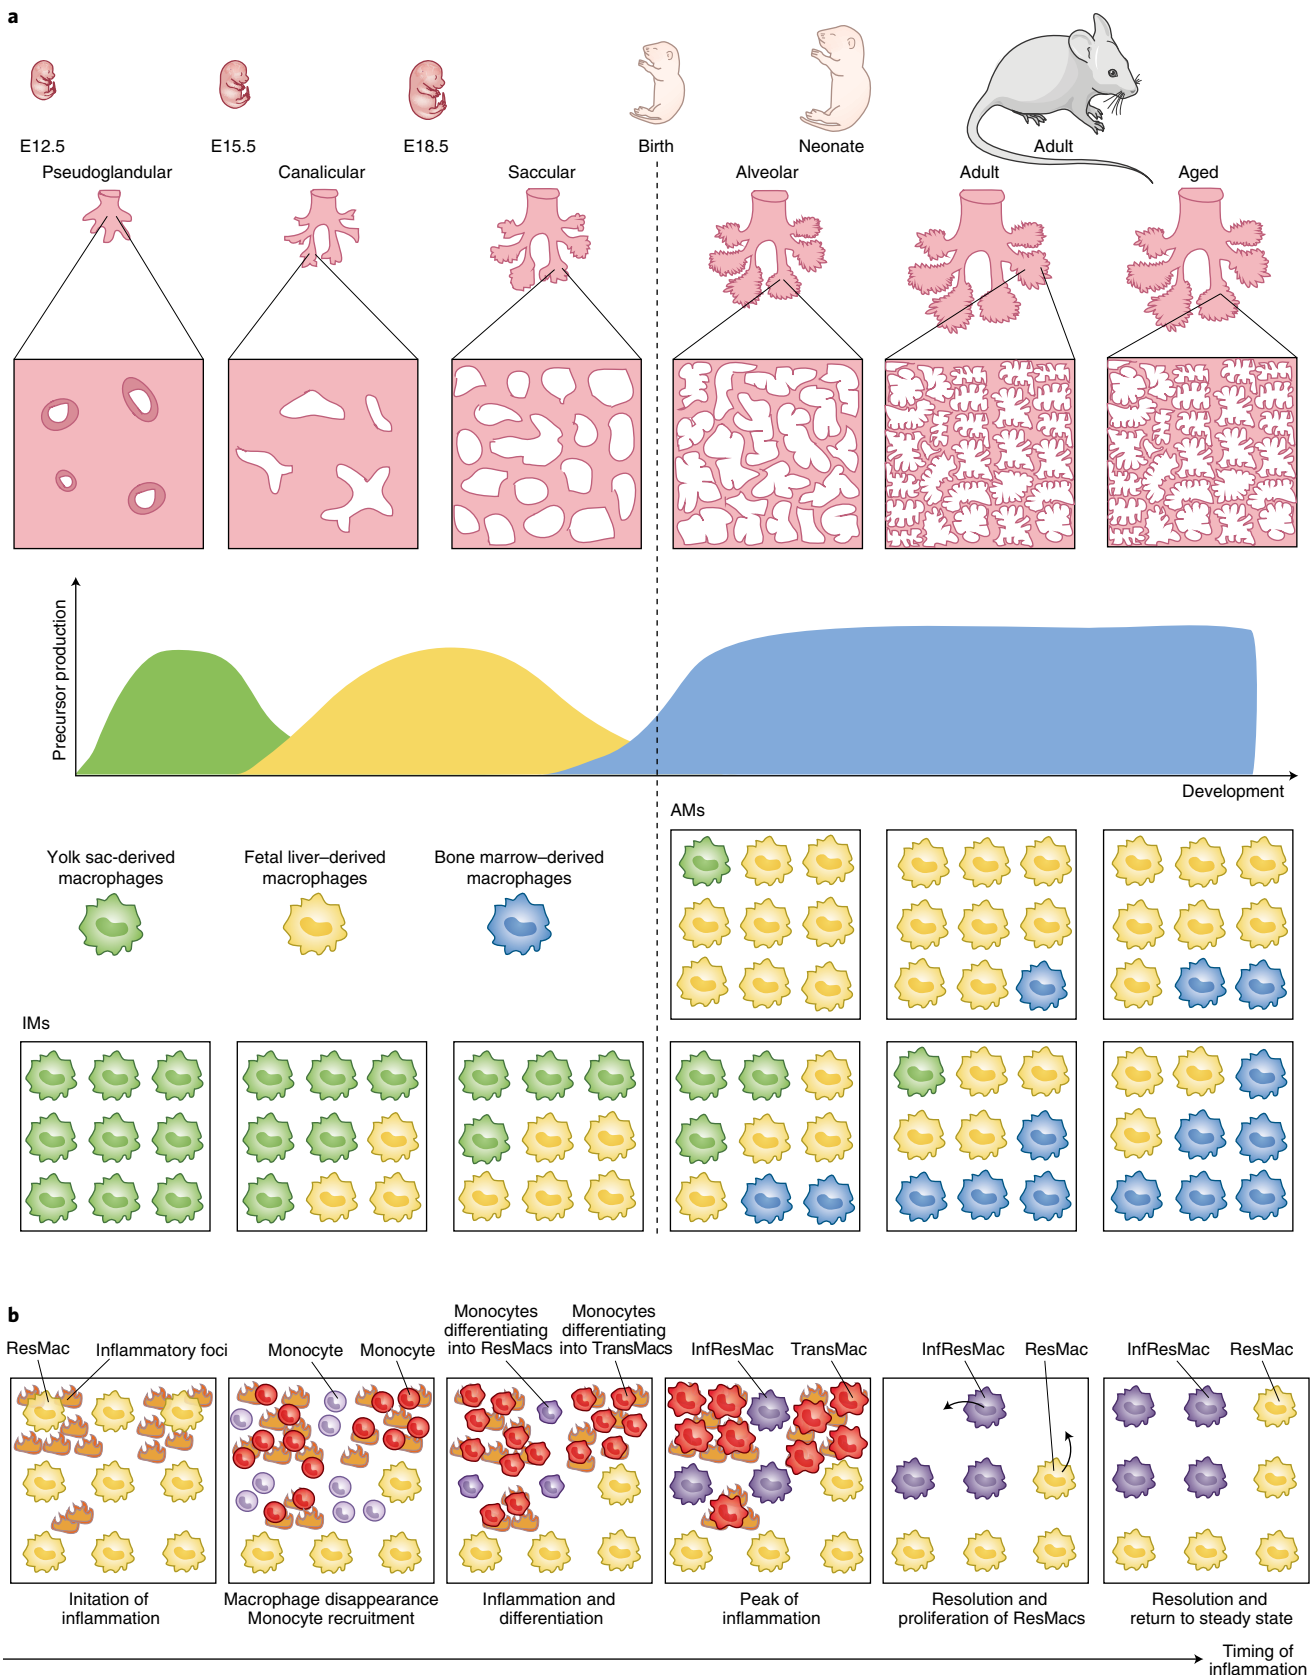 a
E12.5
E15.5
E18.5
Birth
Neonate
Adult
Pseudoglandular
Canalicular
Saccular
Alveolar
Adult
Aged
Precursor production
Development
AMs
Yolk sac-derived
macrophages
Fetal liver–derived
macrophages
Bone marrow–derived
macrophages
IMs
b
ResMac
Inflammatory foci
Monocyte
Monocyte
Monocytes
differentiating
into ResMacs
Monocytes
differentiating
into TransMacs
InfResMac
TransMac
InfResMac
ResMac
InfResMac
ResMac
Initation of
inflammation
Macrophage disappearance
Monocyte recruitment
Inflammation and
differentiation
Peak of
inflammation
Resolution and
proliferation of ResMacs
Resolution and
return to steady state
Timing of
inflammation